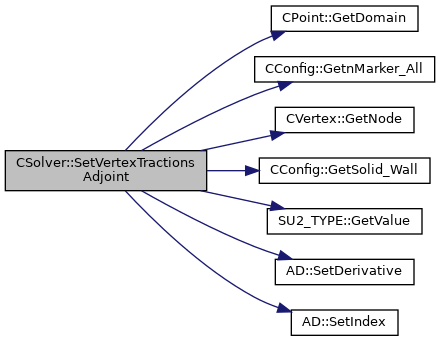 CPoint::GetDomain
CConfig::GetnMarker_All
CVertex::GetNode
CSolver::SetVertexTractions
Adjoint
CConfig::GetSolid_Wall
SU2_TYPE::GetValue
AD::SetDerivative
AD::SetIndex